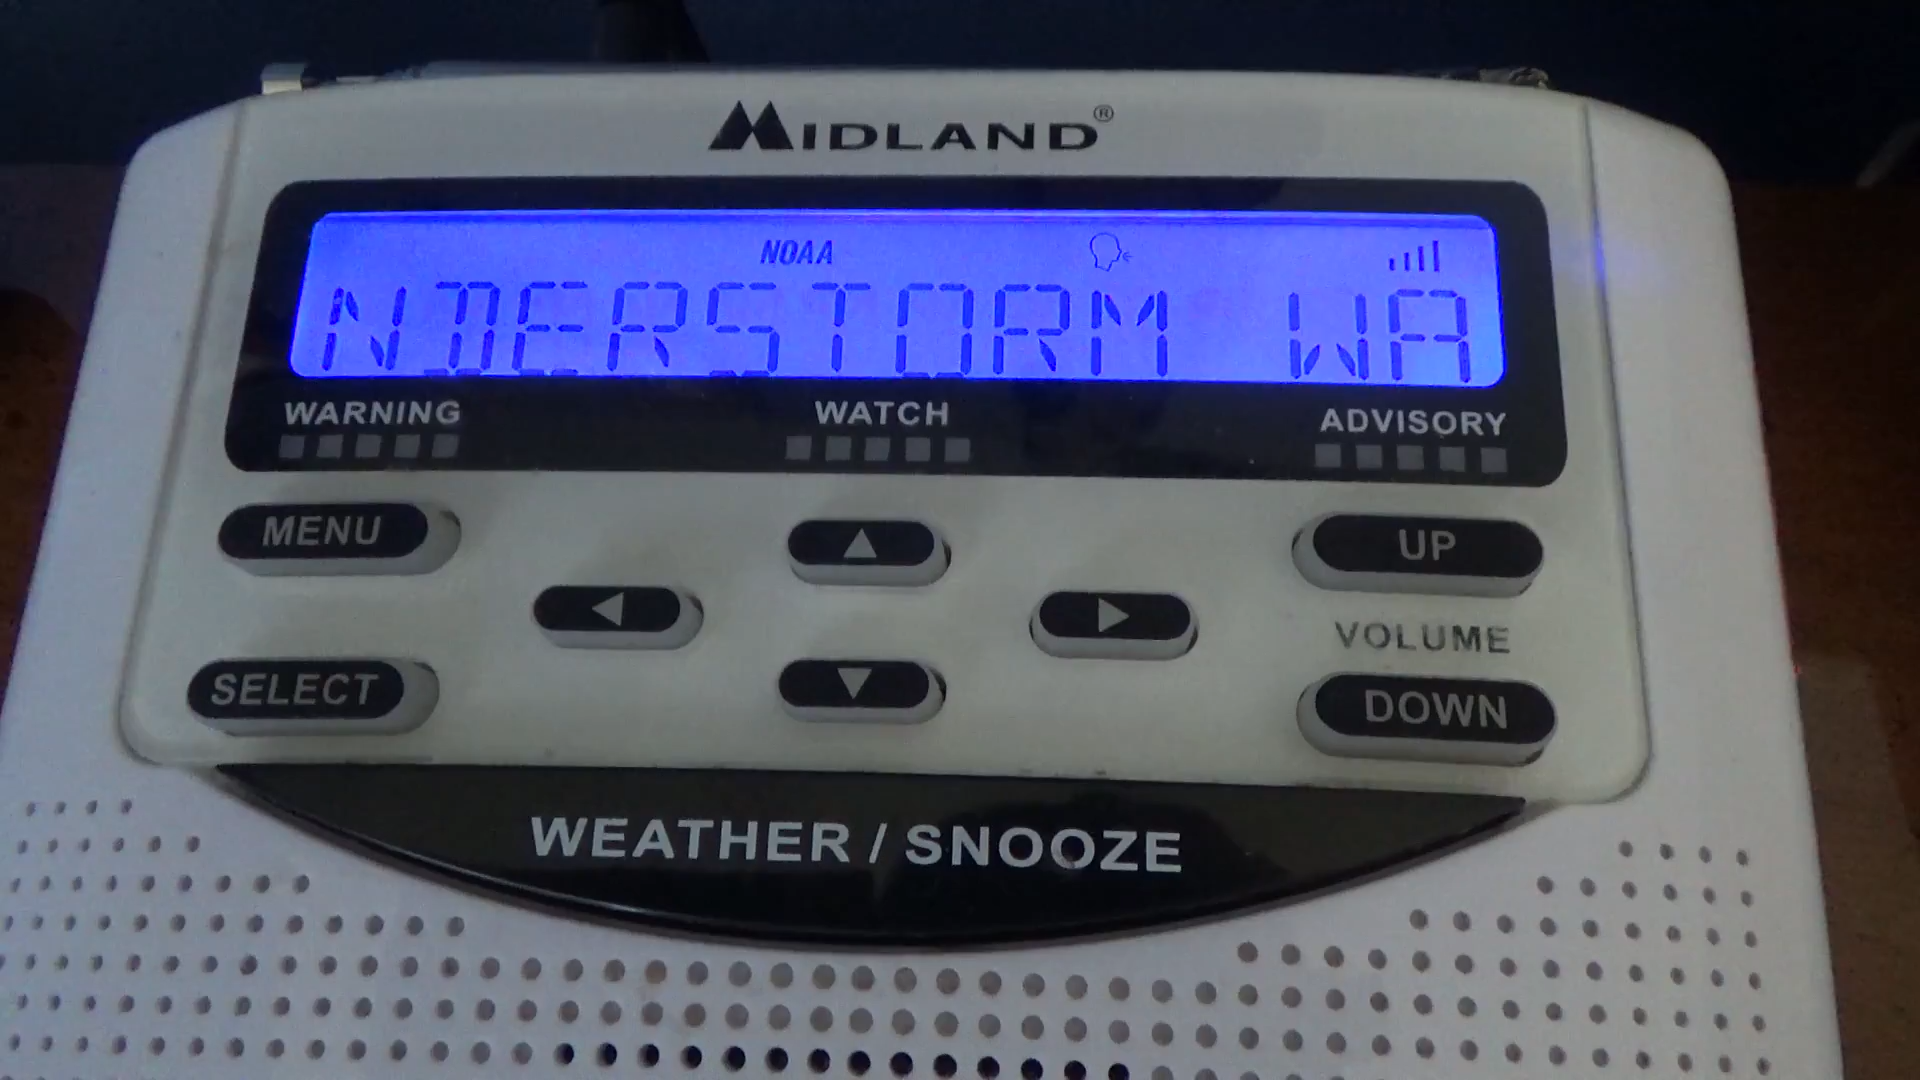 MIDLAND®
NOAA
NDERSTORM WA
WARNING WATCH ADVISORY
MENU UP
VOLUME
SELECT DOWN
WEATHER / SNOOZE